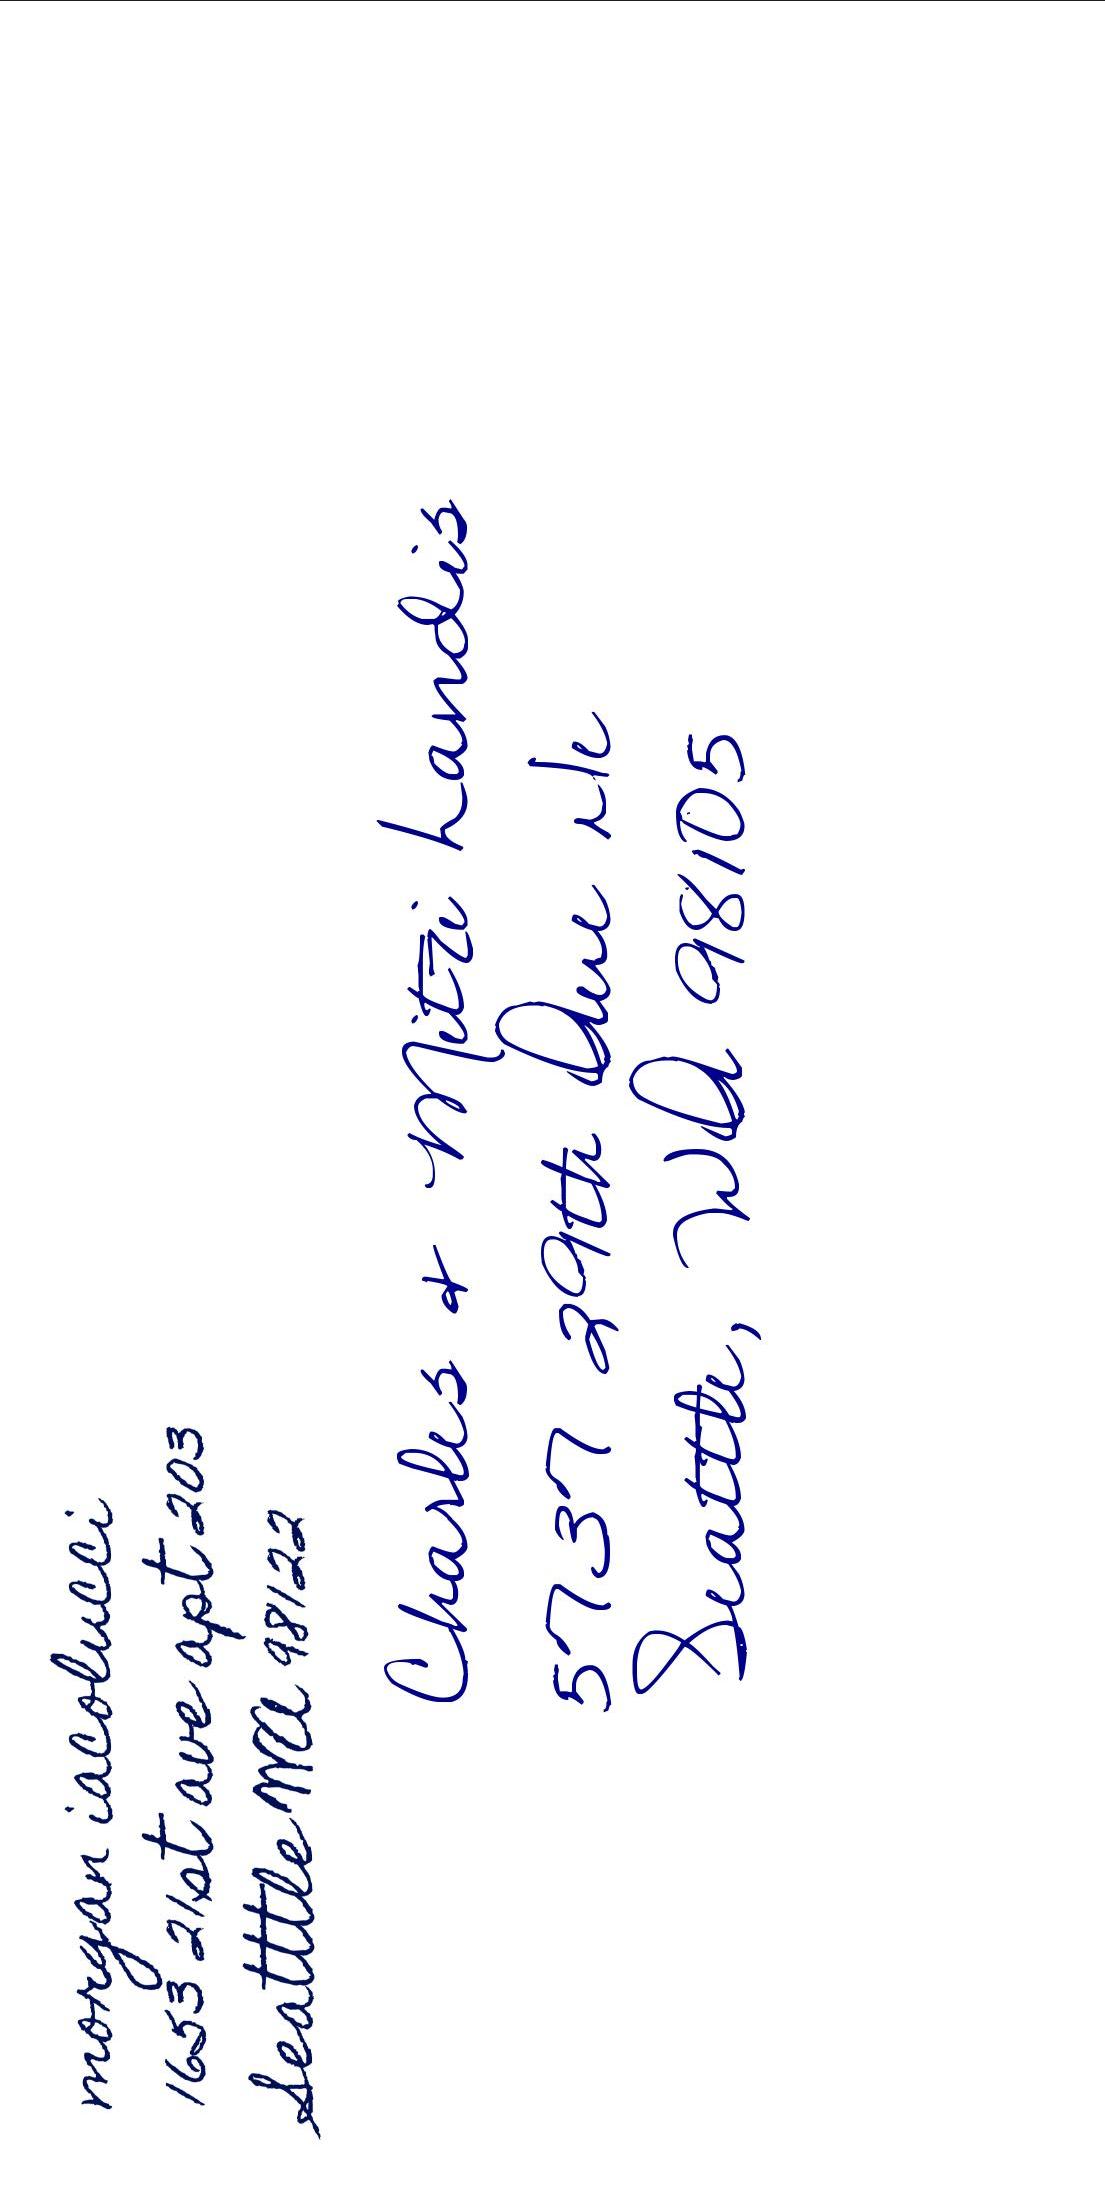 morgan iacolucci
1653 21st ave apt 203
Seattle WA 98122
Charles & Mitzi Landis
5737 29th Ave Ne
Seattle, WA 98105